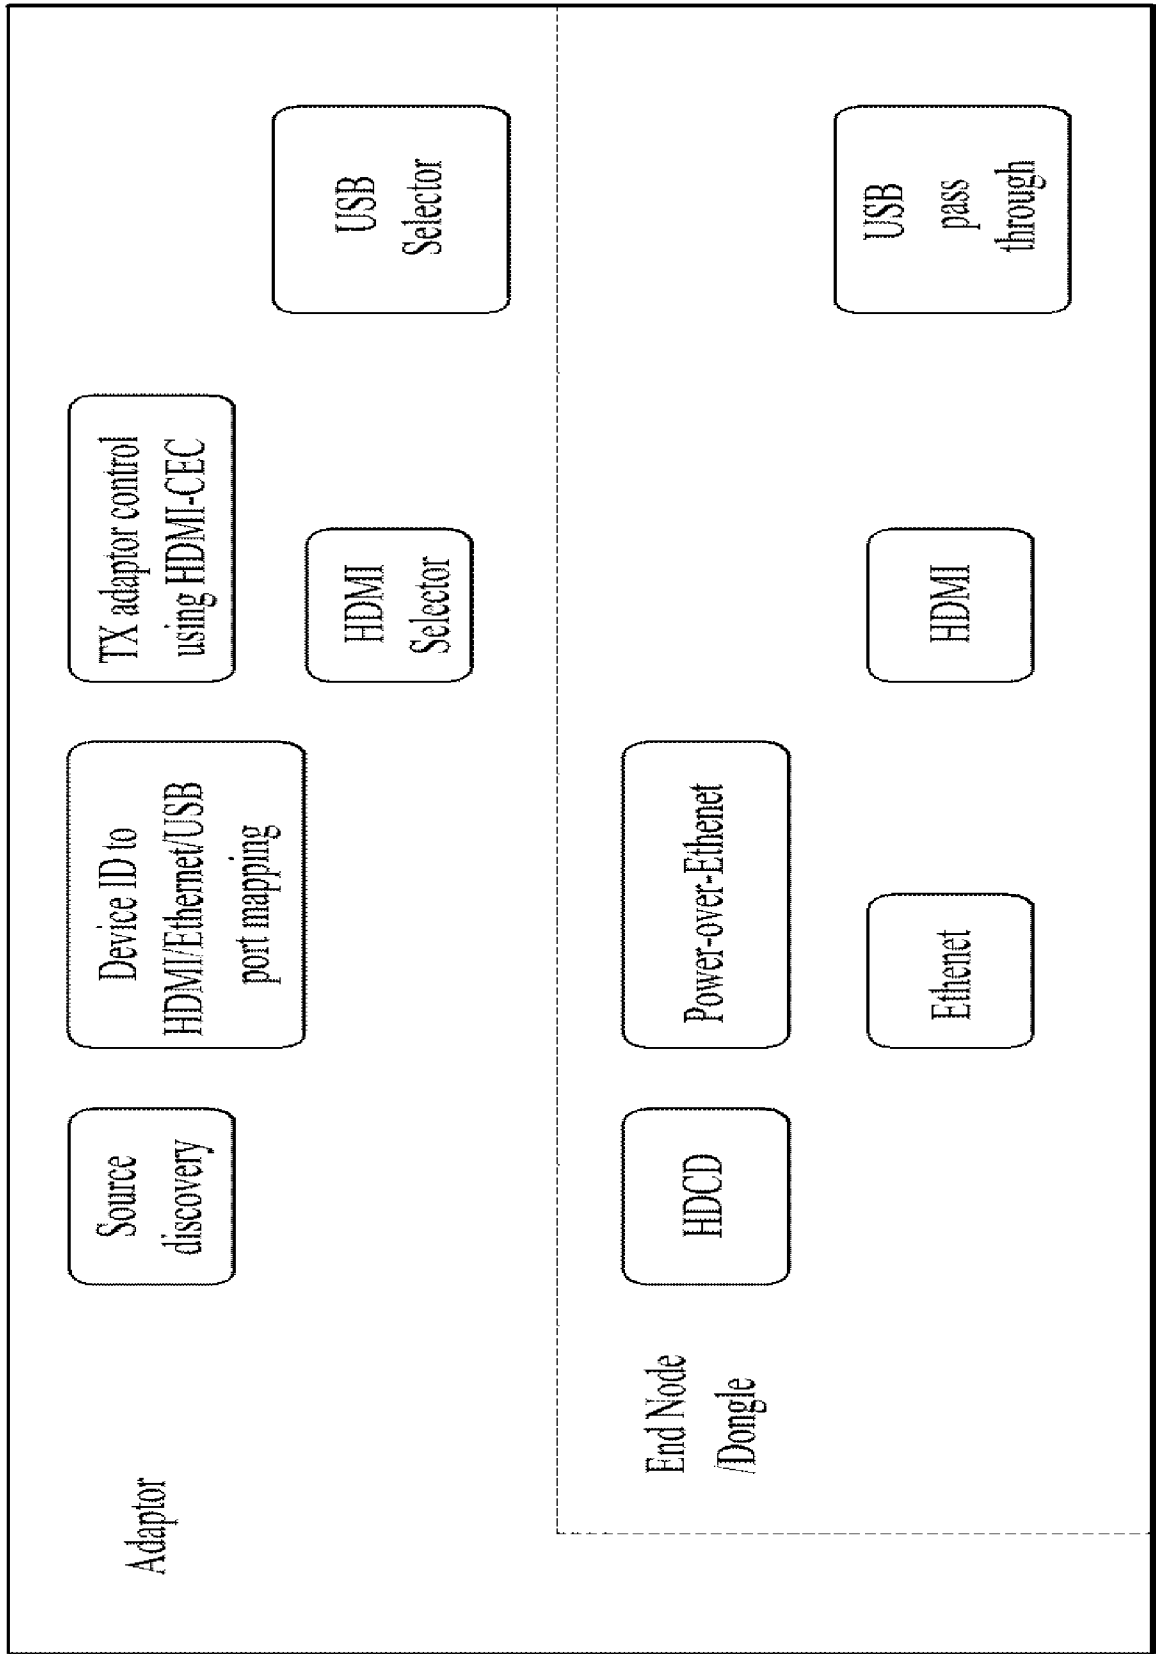 Adaptor
Source
discovery
Device ID to
HDMI/Ethernet/USB
port mapping
TX adaptor control
using HDMI-CEC
HDMI
Selector
USB
Selector
End Node
/Dongle
HDCD
Power-over-Ethenet
Ethenet
HDMI
USB
pass
through